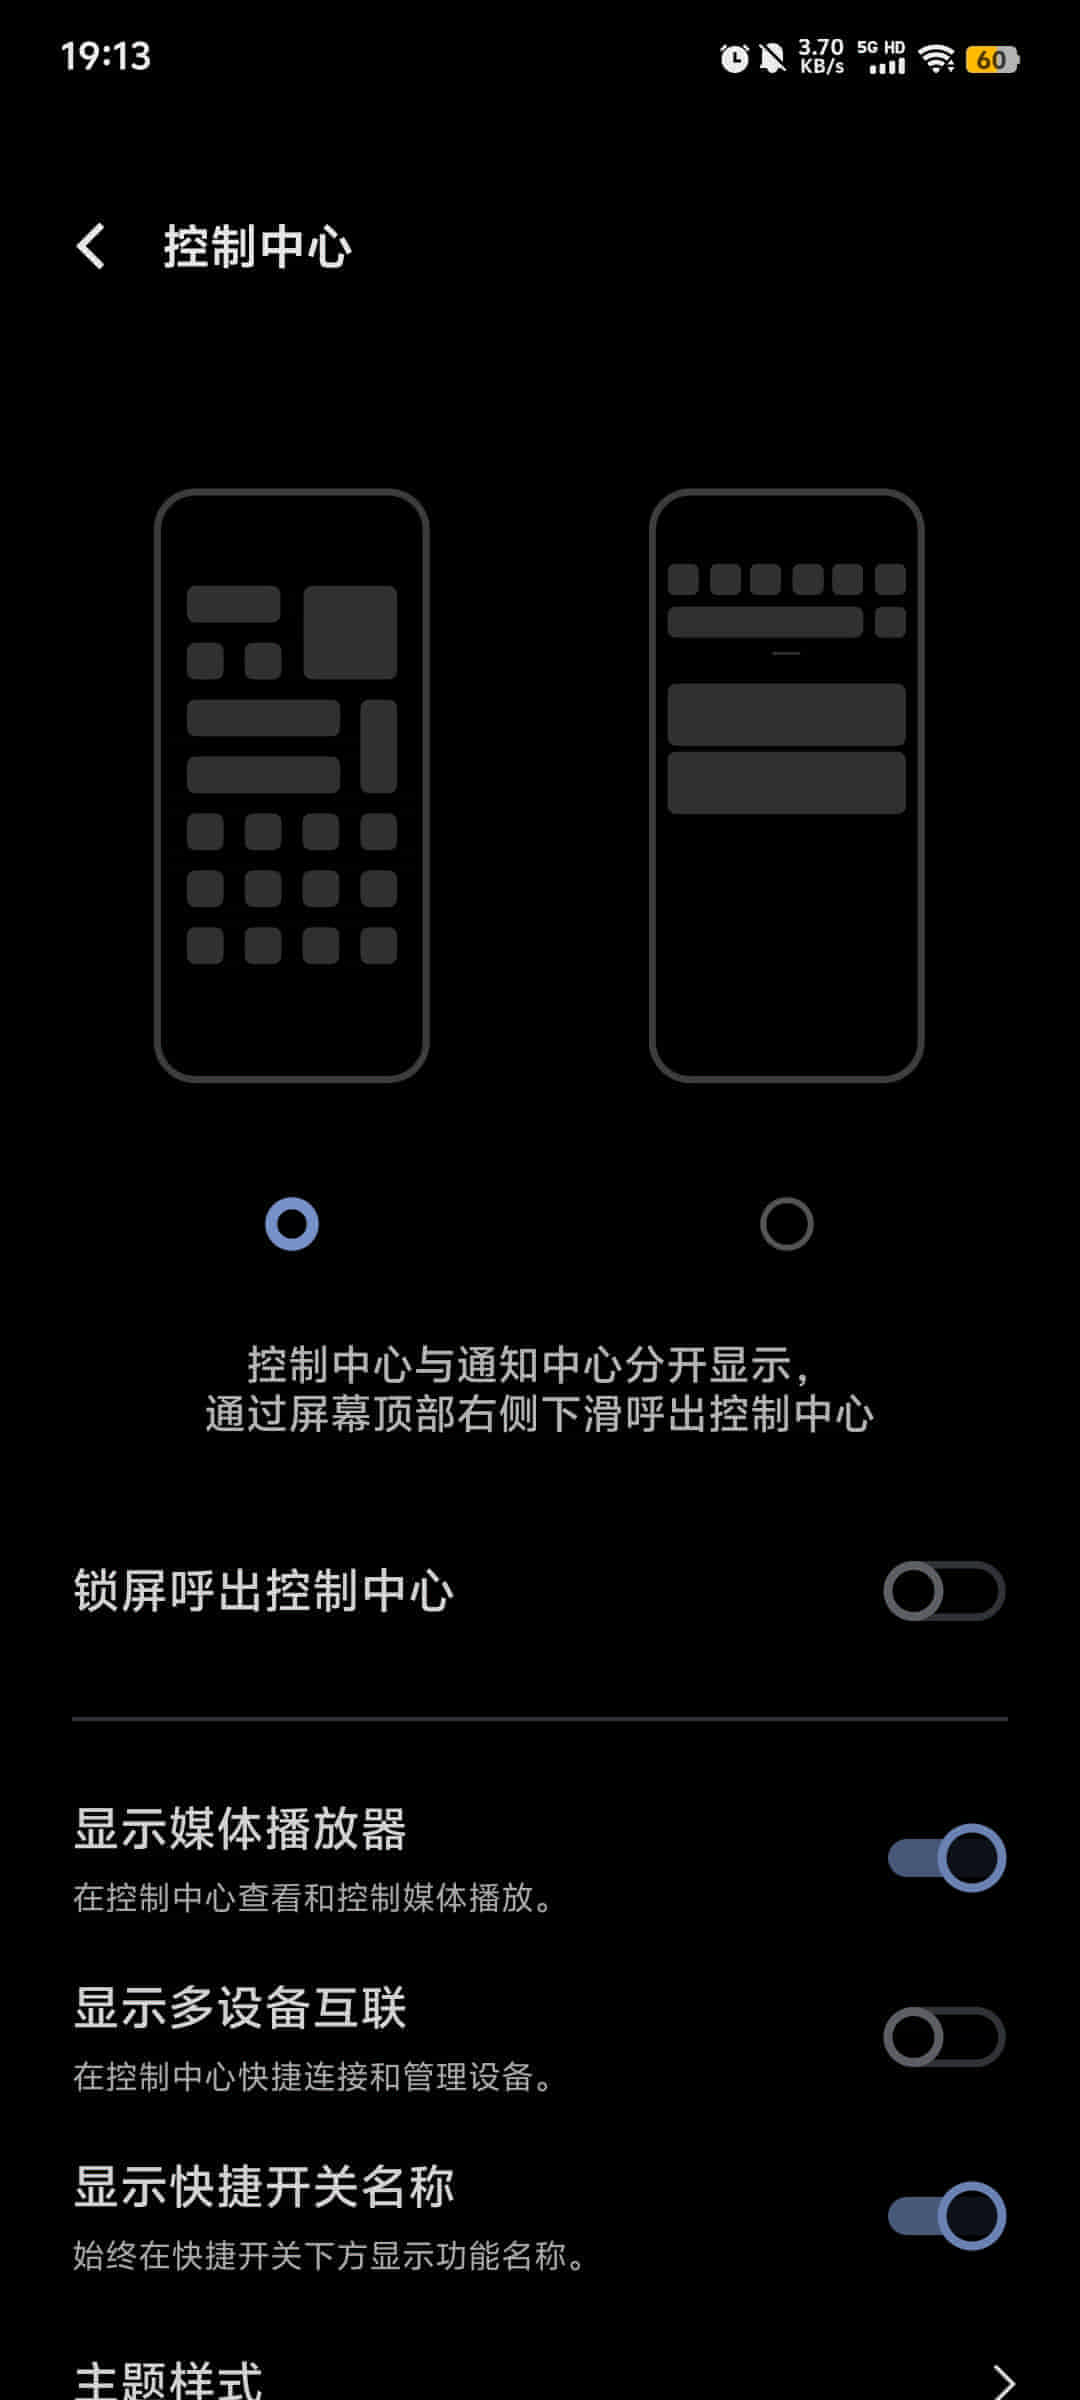 19:13
3.70 KB/s
5G HD
60
控制中心
控制中心与通知中心分开显示，
通过屏幕顶部右侧下滑呼出控制中心
锁屏呼出控制中心
显示媒体播放器
在控制中心查看和控制媒体播放。
显示多设备互联
在控制中心快捷连接和管理设备。
显示快捷开关名称
始终在快捷开关下方显示功能名称。
主题样式